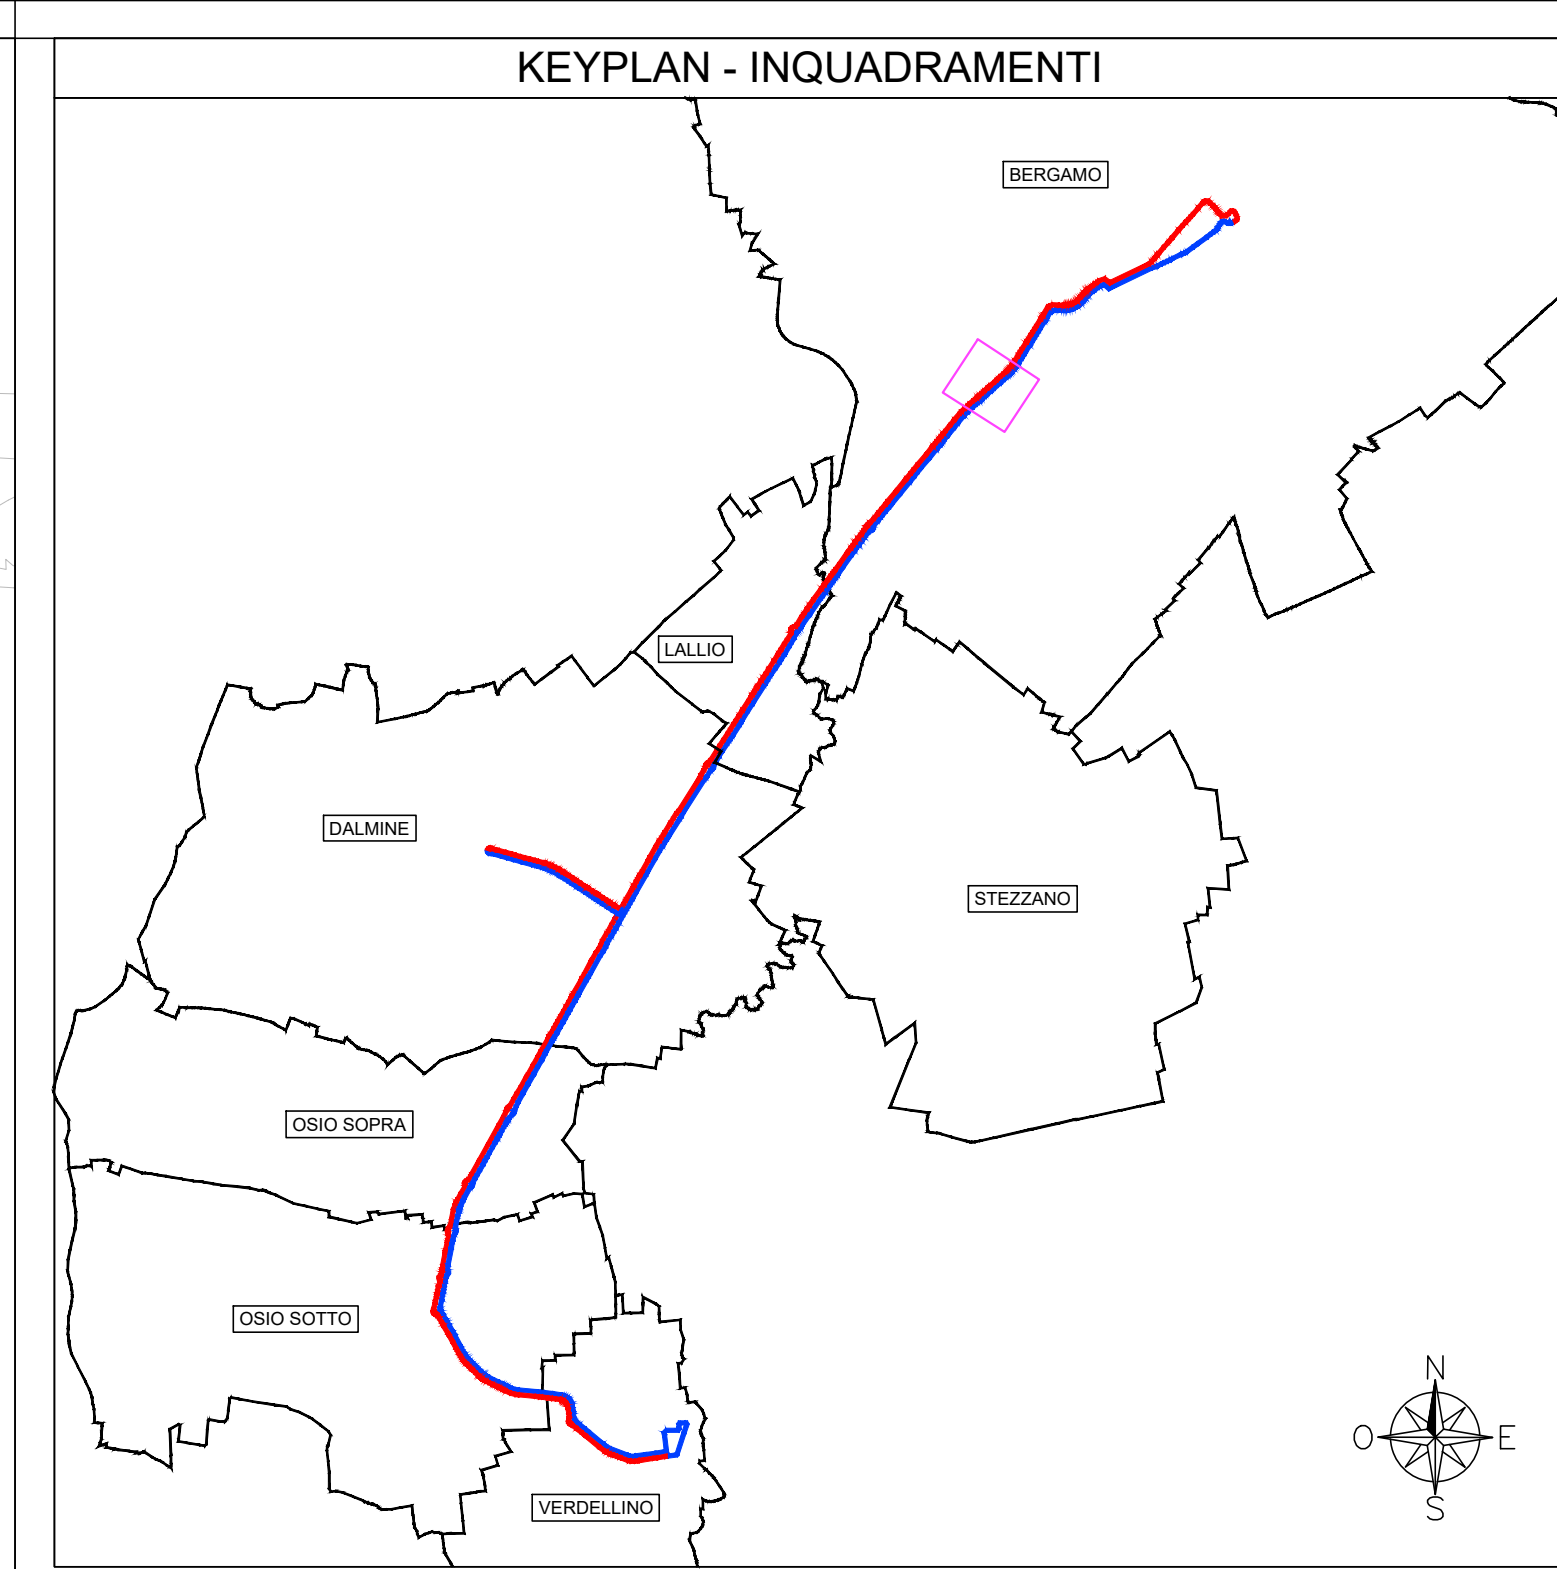 KEYPLAN - INQUADRAMENTI
BERGAMO
LALLIO
DALMINE
STEZZANO
OSIO SOPRA
OSIO SOTTO
VERDELLINO
N
O
E
S